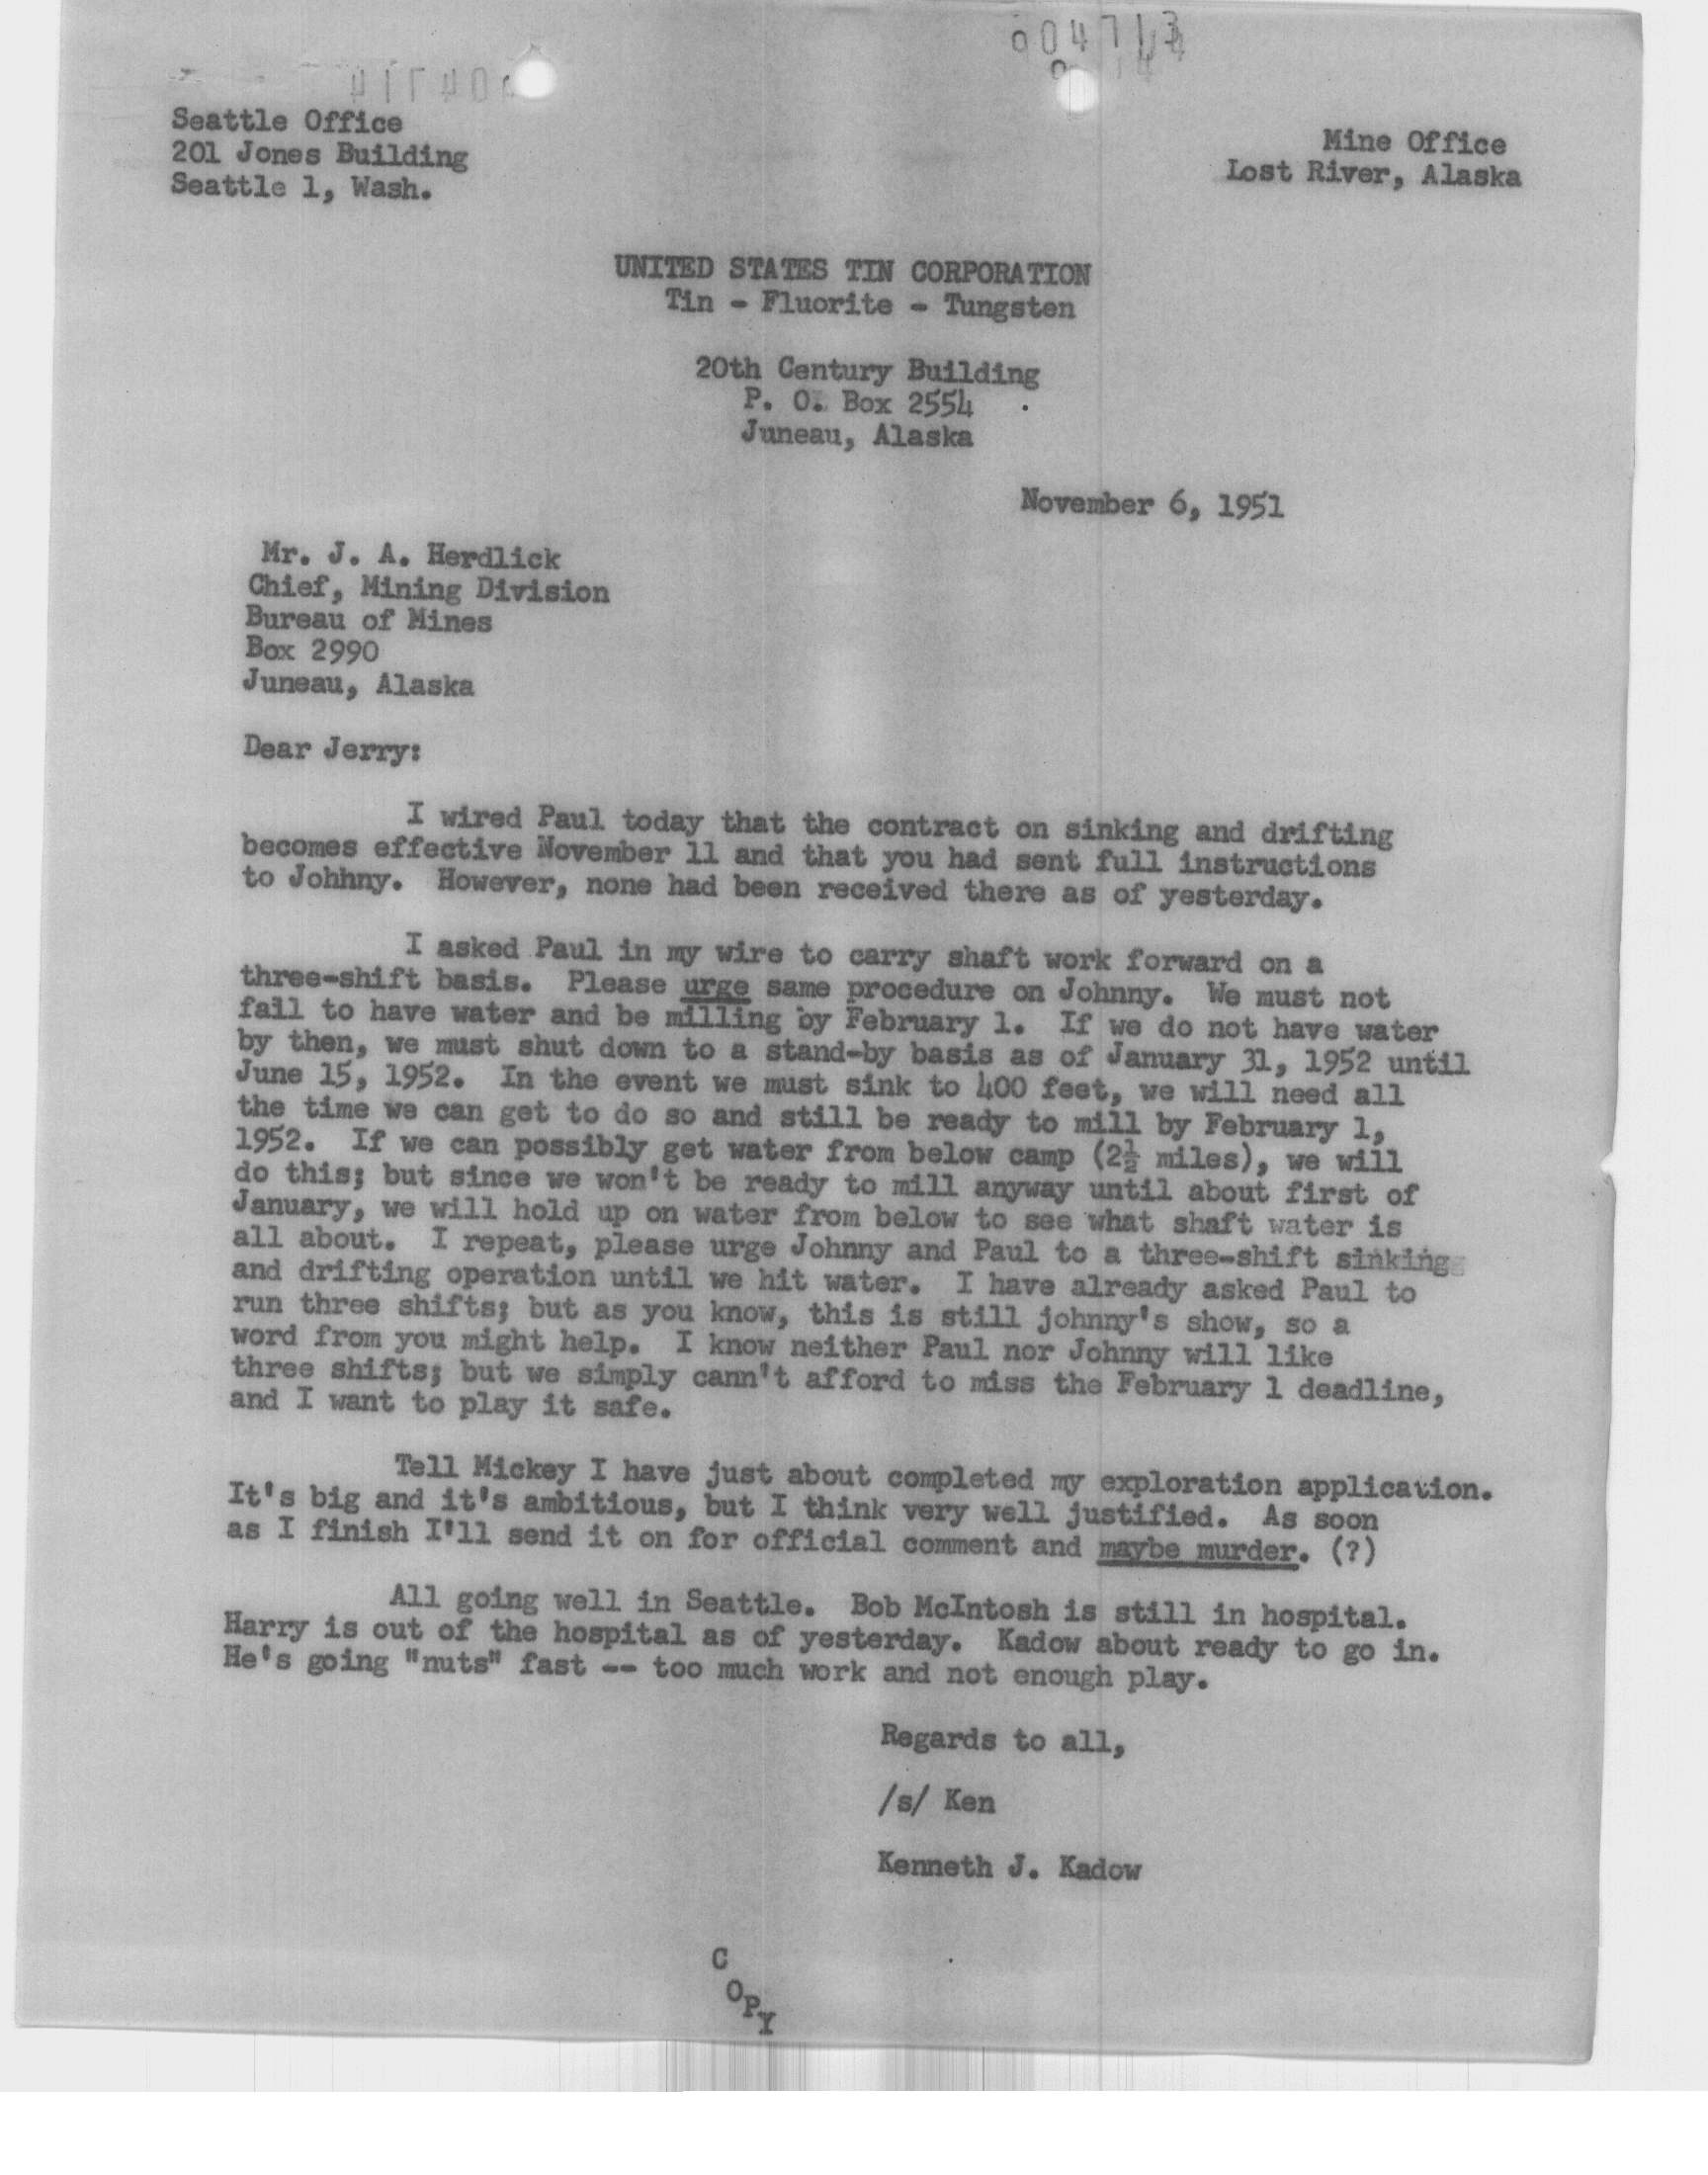 Seattle Office
201 Jones Building
Seattle 1, Wash.
Mine Office
Lost River, Alaska
UNITED STATES TIN CORPORATION
Tin - Fluorite - Tungsten
20th Century Building
P. O. Box 2554
Juneau, Alaska
November 6, 1951
Mr. J. A. Herdlick
Chief, Mining Division
Bureau of Mines
Box 2990
Juneau, Alaska
Dear Jerry:
I wired Paul today that the contract on sinking and drifting
becomes effective November 11 and that you had sent full instructions
to Johhny. However, none had been received there as of yesterday.
I asked Paul in my wire to carry shaft work forward on a
three-shift basis. Please urge same procedure on Johnny. We must not
fail to have water and be milling by February 1. If we do not have water
by then, we must shut down to a stand-by basis as of January 31, 1952 until
June 15, 1952. In the event we must sink to 400 feet, we will need all
the time we can get to do so and still be ready to mill by February 1,
1952. If we can possibly get water from below camp (2½ miles), we will
do this; but since we won't be ready to mill anyway until about first of
January, we will hold up on water from below to see what shaft water is
all about. I repeat, please urge Johnny and Paul to a three-shift sinking
and drifting operation until we hit water. I have already asked Paul to
run three shifts; but as you know, this is still johnny's show, so a
word from you might help. I know neither Paul nor Johnny will like
three shifts; but we simply cann't afford to miss the February 1 deadline,
and I want to play it safe.
Tell Mickey I have just about completed my exploration application.
It's big and it's ambitious, but I think very well justified. As soon
as I finish I'll send it on for official comment and maybe murder. (?)
All going well in Seattle. Bob McIntosh is still in hospital.
Harry is out of the hospital as of yesterday. Kadow about ready to go in.
He's going "nuts" fast -- too much work and not enough play.
Regards to all,
/s/ Ken
Kenneth J. Kadow
COPY